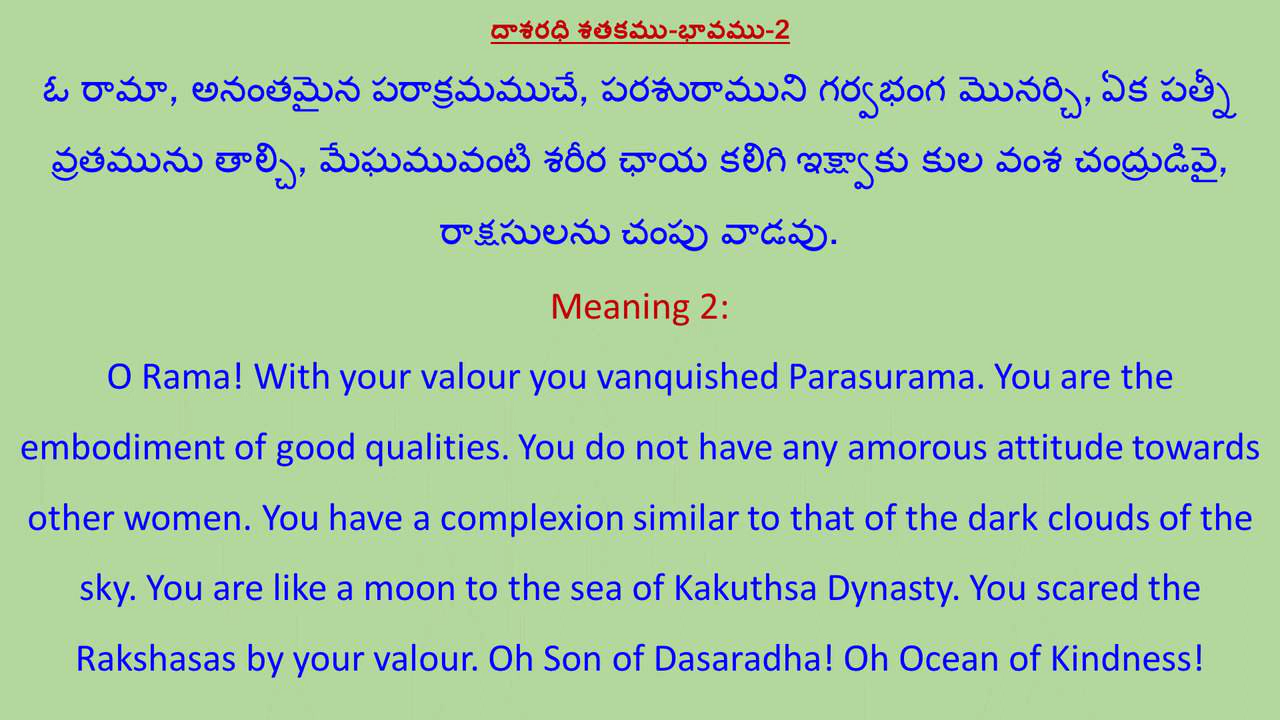 దాశరధి శతకము-భావము-2
ఓ రామా, అనంతమైన పరాక్రమముచే, పరశురాముని గర్వభంగ మొనర్చి, ఏక పత్నీ
వ్రతమును తాల్చి, మేఘమువంటి శరీర ఛాయ కలిగి ఇక్ష్వాకు కుల వంశ చంద్రుడివై,
రాక్షసులను చంపు వాడవు.
Meaning 2:
O Rama! With your valour you vanquished Parasurama. You are the
embodiment of good qualities. You do not have any amorous attitude towards
other women. You have a complexion similar to that of the dark clouds of the
sky. You are like a moon to the sea of Kakuthsa Dynasty. You scared the
Rakshasas by your valour. Oh Son of Dasaradha! Oh Ocean of Kindness!